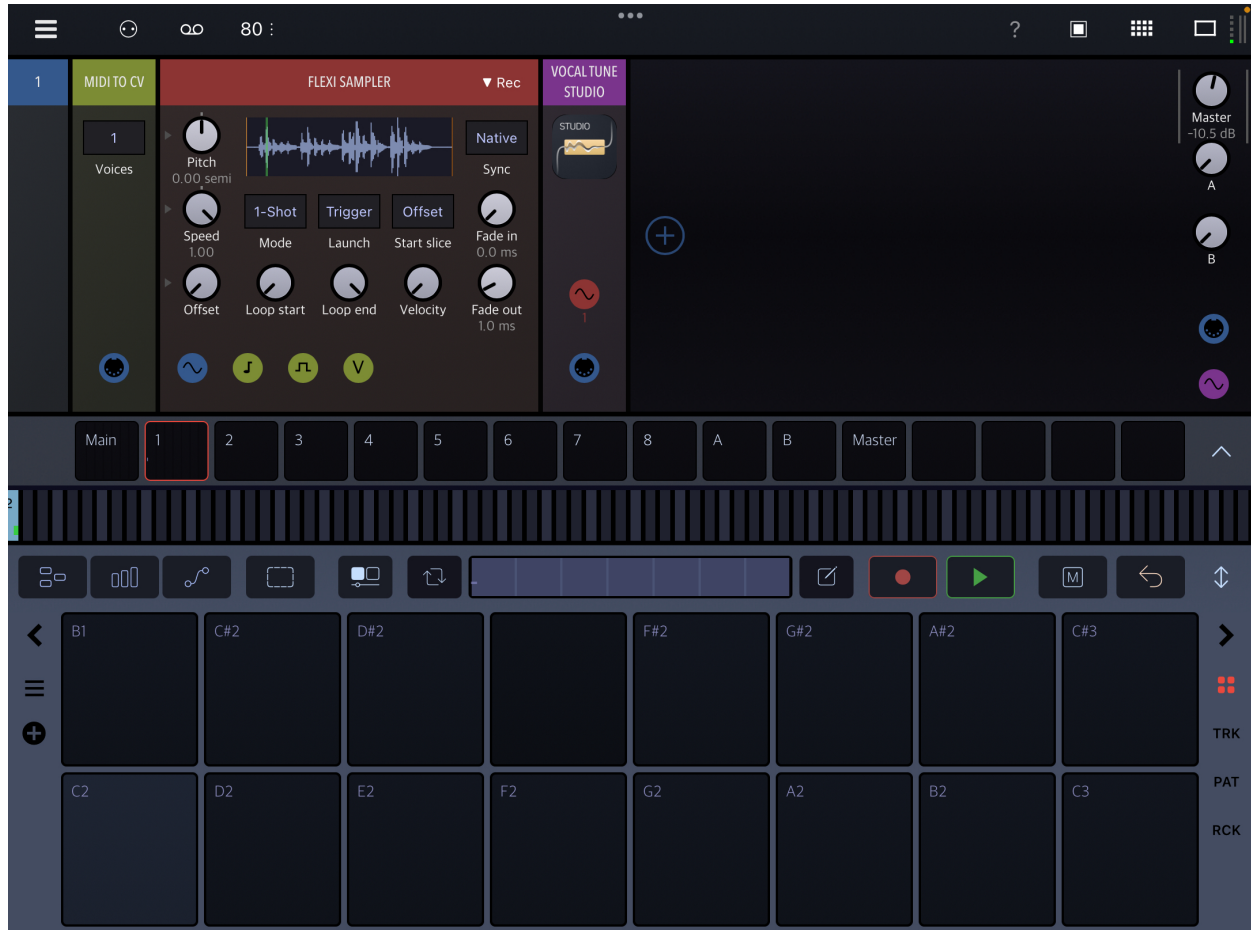 80
?
1
MIDI TO CV
FLEXI SAMPLER
▼ Rec
VOCAL TUNE
STUDIO
1
Voices
Pitch
0.00 semi
Native
Sync
STUDIO
Master
-10.5 dB
Speed
1.00
1-Shot
Mode
Trigger
Launch
Offset
Start slice
Fade in
0.0 ms
A
Offset
Loop start
Loop end
Velocity
Fade out
1.0 ms
1
B
V
Main
1
2
3
4
5
6
7
8
A
B
Master
M
B1
C#2
D#2
F#2
G#2
A#2
C#3
TRK
C2
D2
E2
F2
G2
A2
B2
C3
PAT
RCK